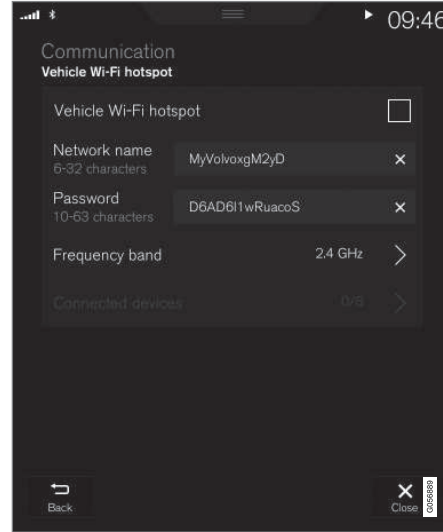 09:46
Communication
Vehicle Wi-Fi hotspot
Vehicle Wi-Fi hotspot
Network name
6-32 characters
MyVolvoxgM2yD
Password
10-63 characters
D6AD6I1wRuacoS
Frequency band
2.4 GHz
Connected devices
0/8
Back
Close
G056889